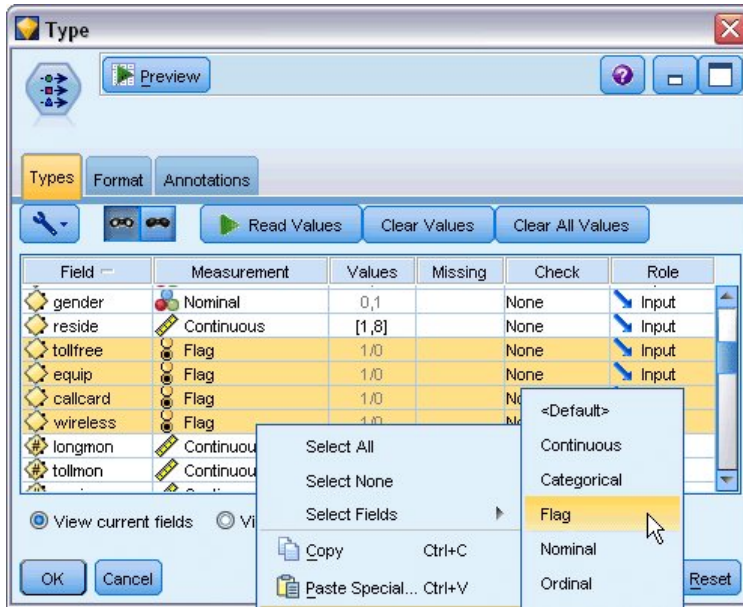 Type
Preview
Types Format Annotations
Read Values Clear Values Clear All Values
Field Measurement Values Missing Check Role
gender Nominal 0,1 None Input
reside Continuous [1,8] None Input
tollfree Flag 1/0 None Input
equip Flag 1/0 None Input
callcard Flag 1/0
wireless Flag 1/0
longmon
tollmon
Select All
Select None
Select Fields
Copy Ctrl+C
Paste Special... Ctrl+V
<Default>
Continuous
Categorical
Flag
Nominal
Ordinal
View current fields
OK Cancel Reset